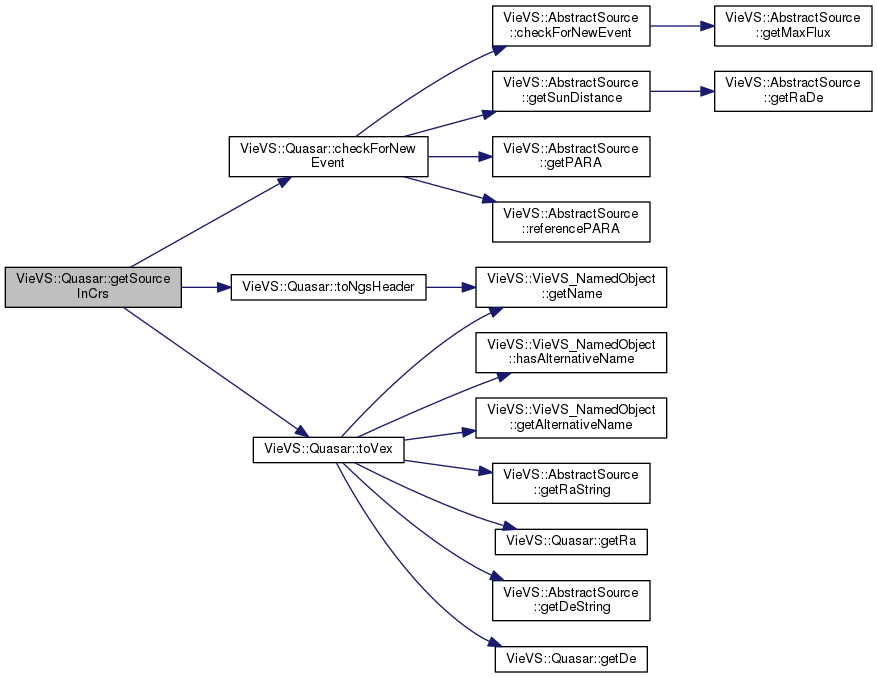 VieVS::AbstractSource
::checkForNewEvent
VieVS::AbstractSource
::getMaxFlux
VieVS::AbstractSource
::getSunDistance
VieVS::AbstractSource
::getRaDe
VieVS::Quasar::checkForNew
Event
VieVS::AbstractSource
::getPARA
VieVS::AbstractSource
::referencePARA
VieVS::Quasar::getSource
InCrs
VieVS::Quasar::toNgsHeader
VieVS::VieVS_NamedObject
::getName
VieVS::VieVS_NamedObject
::hasAlternativeName
VieVS::VieVS_NamedObject
::getAlternativeName
VieVS::Quasar::toVex
VieVS::AbstractSource
::getRaString
VieVS::Quasar::getRa
VieVS::AbstractSource
::getDeString
VieVS::Quasar::getDe